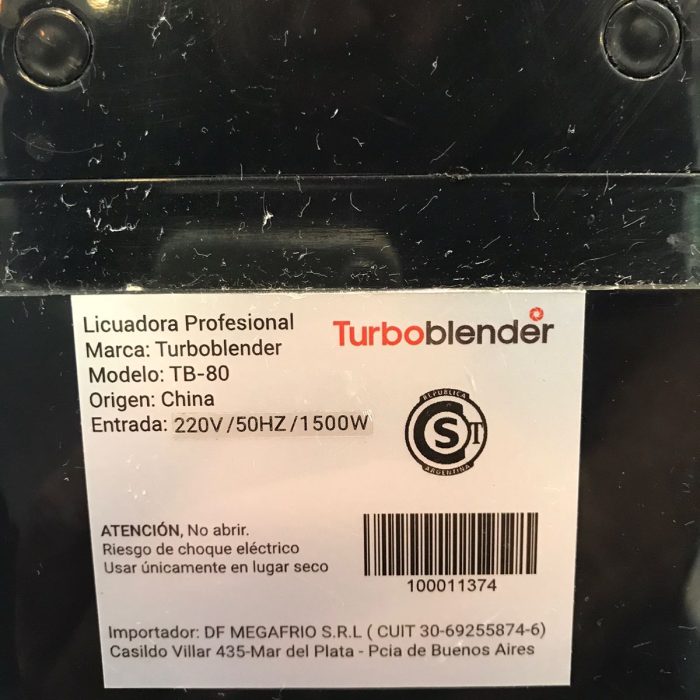 Licuadora Profesional
Turboblender
Marca: Turboblender
Modelo: TB-80
Origen: China
Entrada: 220V/50HZ/1500W
REPUBLICA
S T
ARGENTINA
ATENCIÓN, No abrir.
Riesgo de choque eléctrico
Usar únicamente en lugar seco
100011374
Importador: DF MEGAFRIO S.R.L ( CUIT 30-69255874-6)
Casildo Villar 435-Mar del Plata - Pcia de Buenos Aires